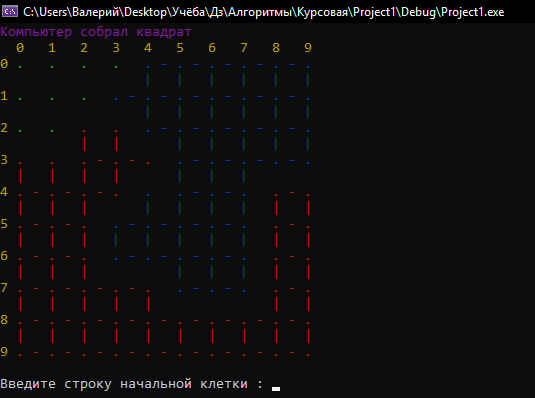 C:\Users\Валерий\Desktop\Учёба\Дз\Алгоритмы\Курсовая\Project1\Debug\Project1.exe
Компьютер собрал квадрат
  0   1   2   3   4   5   6   7   8   9
0 .   .   .   .   . - . - . - . - . - .
                  |   |   |   |   |   |
1 .   .   .   . - . - . - . - . - . - .
                  |   |   |   |   |   |
2 .   .   .   .   . - . - . - . - . - .
          |   |       |   |   |   |   |
3 .   .   . - . - .   . - . - . - . - .
  |   |   |   |       |   |   |
4 . - . - . - .   .   . - . - .   . - .
  |   |   |       |   |   |   |   |   |
5 . - . - .   . - . - . - . - .   . - .
  |   |   |   |   |   |   |   |   |   |
6 . - . - .   . - . - . - . - .   . - .
  |   |   |           |   |   |   |   |
7 . - . - . - . - .   . - . - .   . - .
  |   |   |   |   |               |   |
8 . - . - . - . - . - . - . - . - . - .
  |   |   |   |   |   |   |   |   |   |
9 . - . - . - . - . - . - . - . - . - .
Введите строку начальной клетки :